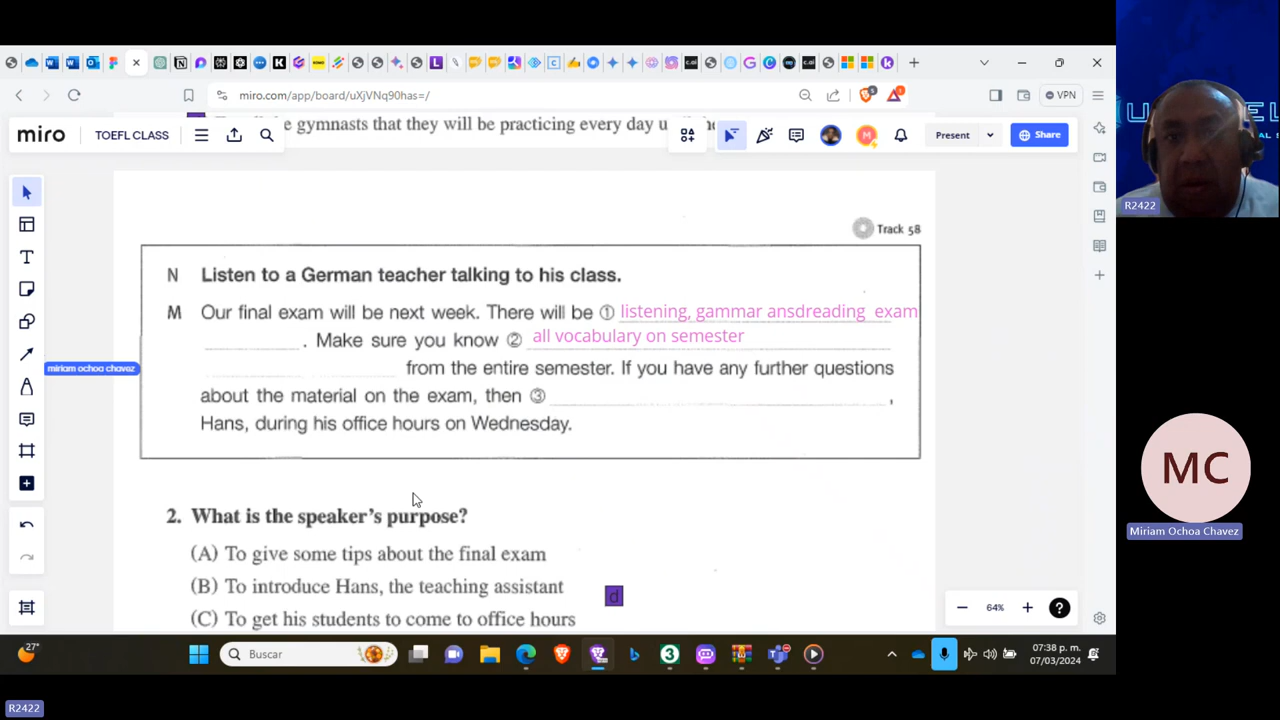 miro.com/app/board/uXjVNq90has=/
VPN
gymnasts that they will be practicing every day
miro
TOEFL CLASS
M
Present
Share
R2422
Track 58
N Listen to a German teacher talking to his class.
M Our final exam will be next week. There will be ① listening, gammar ansdreading exam
. Make sure you know ② all vocabulary on semester
miriam ochoa chavez
from the entire semester. If you have any further questions
about the material on the exam, then ③ ,
Hans, during his office hours on Wednesday.
2. What is the speaker's purpose?
(A) To give some tips about the final exam
(B) To introduce Hans, the teaching assistant
d
(C) To get his students to come to office hours
64%
MC
Miriam Ochoa Chavez
27°
Buscar
07:38 p. m.
07/03/2024
R2422